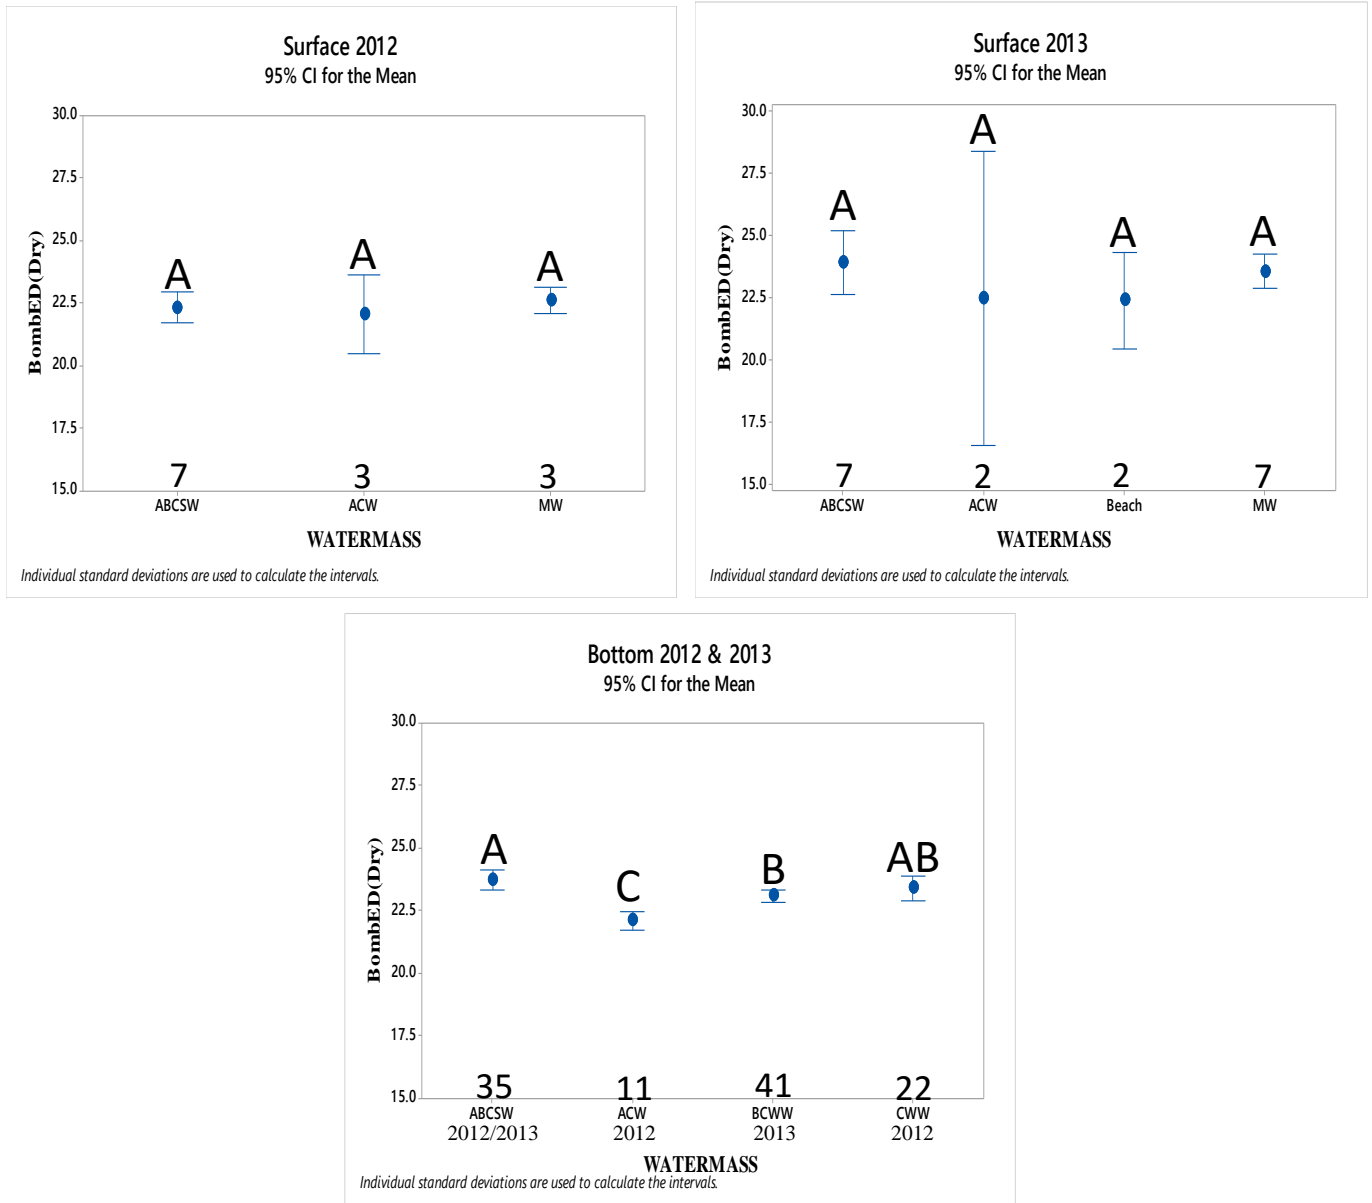 Surface 2012
95% CI for the Mean
30.0
27.5
25.0
22.5
20.0
17.5
15.0
BombED(Dry)
A
A
A
7
3
3
ABCSW
ACW
MW
WATERMASS
Individual standard deviations are used to calculate the intervals.
Surface 2013
95% CI for the Mean
30.0
27.5
25.0
22.5
20.0
17.5
15.0
BombED(Dry)
A
A
A
A
7
2
2
7
ABCSW
ACW
Beach
MW
WATERMASS
Individual standard deviations are used to calculate the intervals.
Bottom 2012 & 2013
95% CI for the Mean
30.0
27.5
25.0
22.5
20.0
17.5
15.0
BombED(Dry)
A
C
B
AB
35
11
41
22
ABCSW
ACW
BCWW
CWW
2012/2013
2012
2013
2012
WATERMASS
Individual standard deviations are used to calculate the intervals.